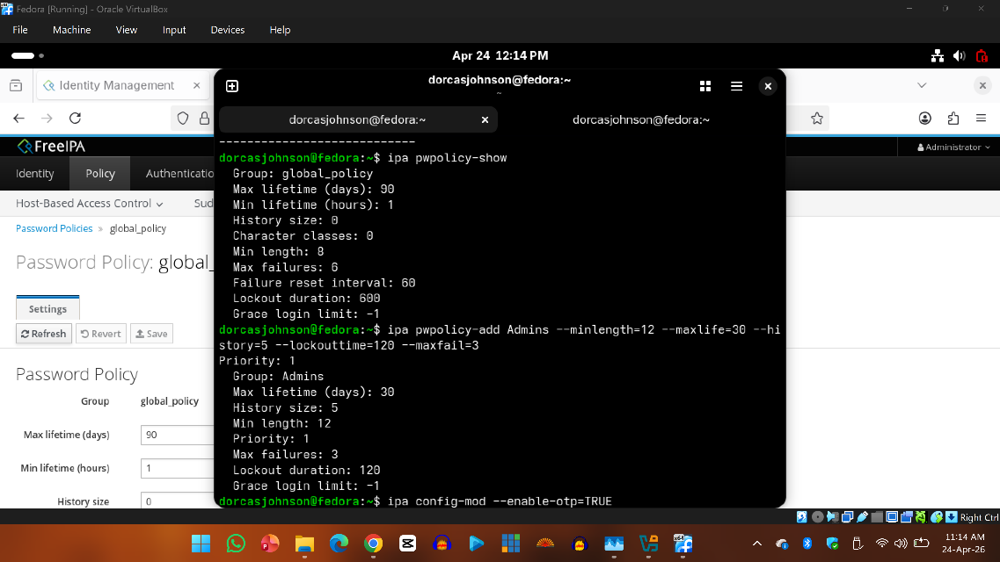 Fedora [Running] - Oracle VirtualBox
File Machine View Input Devices Help
Apr 24 12:14 PM
Identity Management
dorcasjohnson@fedora:~
~
dorcasjohnson@fedora:~
dorcasjohnson@fedora:~
FreeIPA
Administrator
Identity Policy Authenticatio
Host-Based Access Control Sud
Password Policies » global_policy
Password Policy: global_
Settings
Refresh Revert Save
Password Policy
Group global_policy
Max lifetime (days) 90
Min lifetime (hours) 1
History size 0
----------------------------
dorcasjohnson@fedora:~$ ipa pwpolicy-show
Group: global_policy
Max lifetime (days): 90
Min lifetime (hours): 1
History size: 0
Character classes: 0
Min length: 8
Max failures: 6
Failure reset interval: 60
Lockout duration: 600
Grace login limit: -1
dorcasjohnson@fedora:~$ ipa pwpolicy-add Admins --minlength=12 --maxlife=30 --hi
story=5 --lockouttime=120 --maxfail=3
Priority: 1
Group: Admins
Max lifetime (days): 30
History size: 5
Min length: 12
Priority: 1
Max failures: 3
Lockout duration: 120
Grace login limit: -1
dorcasjohnson@fedora:~$ ipa config-mod --enable-otp=TRUE
Right Ctrl
11:14 AM
24-Apr-26